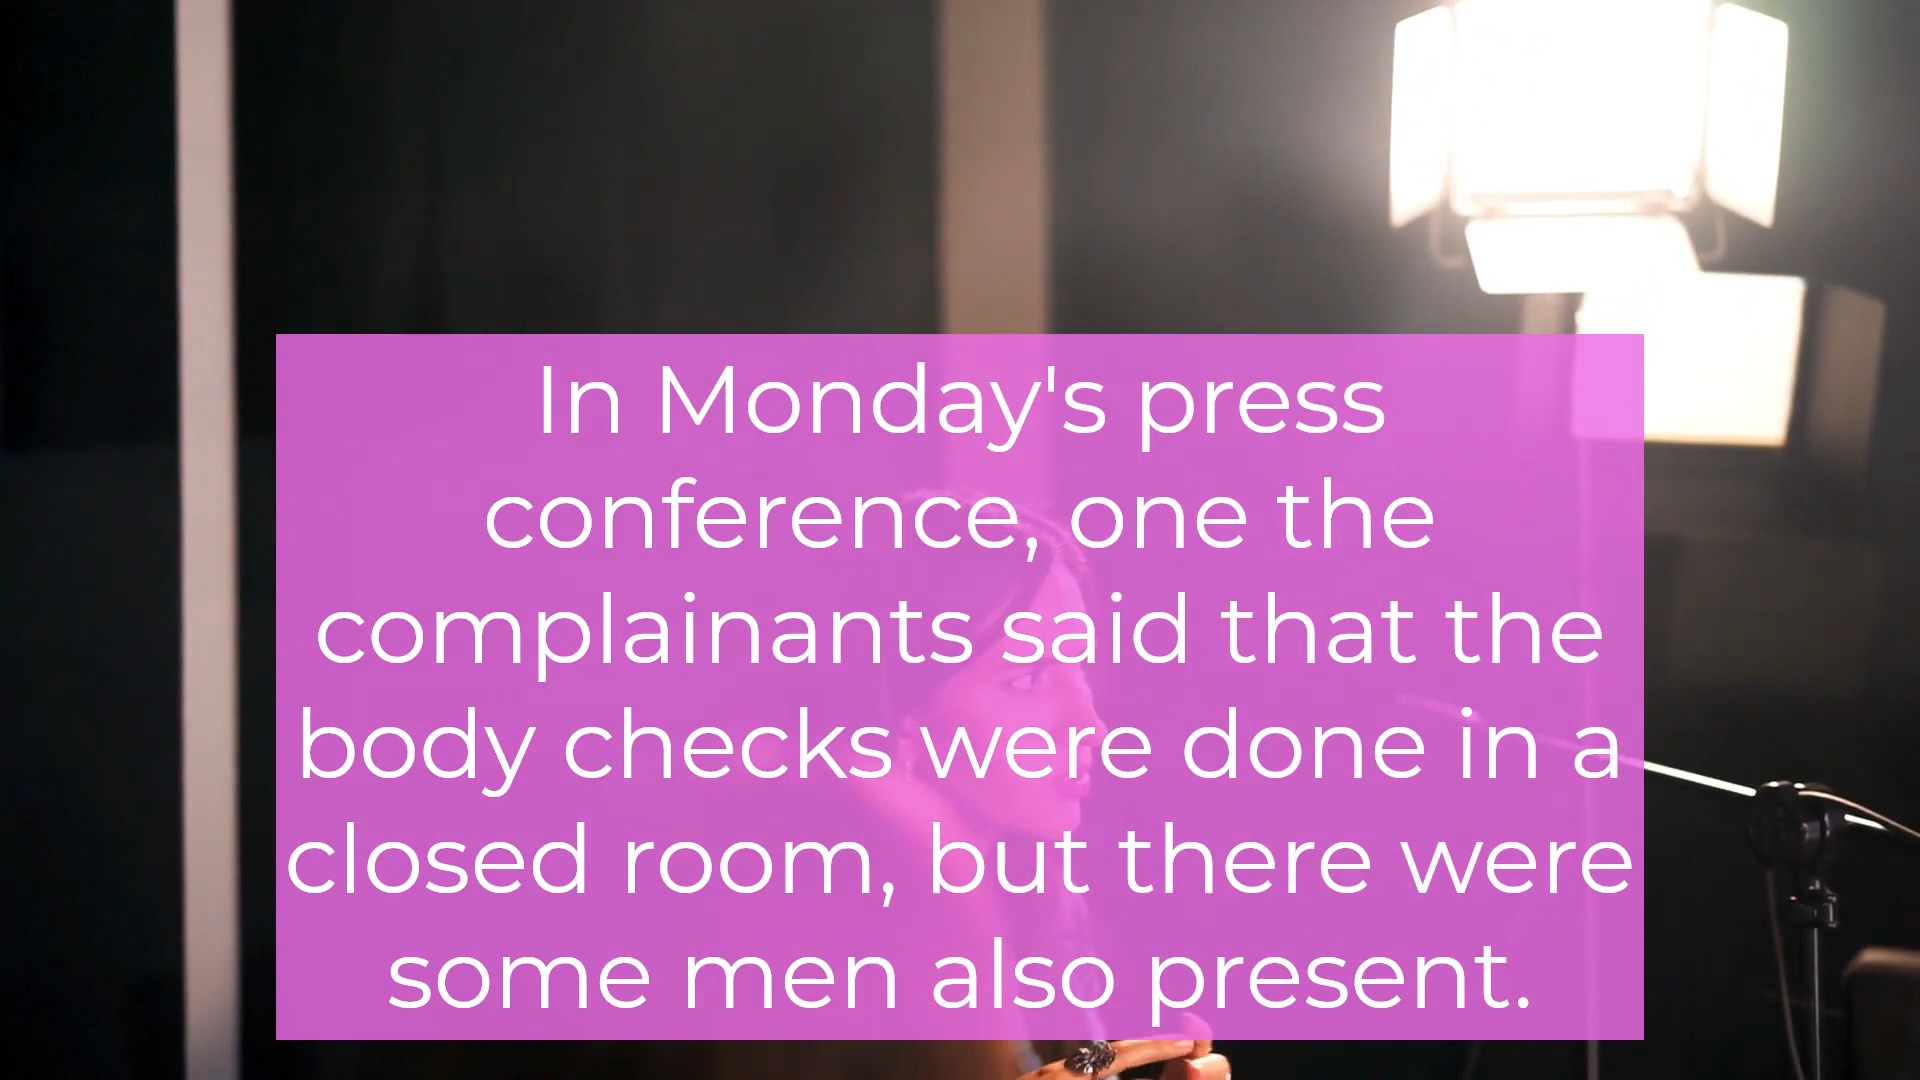 In Monday's press
conference, one the
complainants said that the
body checks were done in a
closed room, but there were
some men also present.